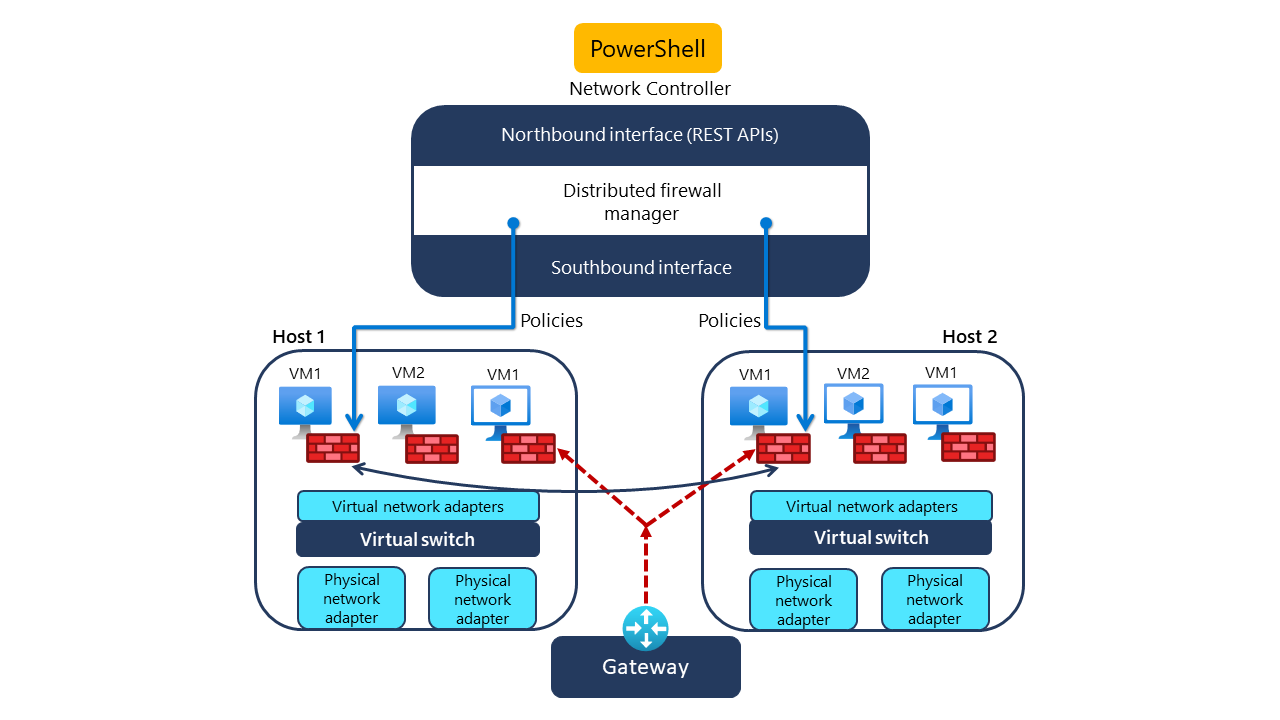 PowerShell
Network Controller
Northbound interface (REST APIs)
Distributed firewall
manager
Southbound interface
Policies
Policies
Host 1
Host 2
VM1
VM2
VM1
VM1
VM2
VM1
Virtual network adapters
Virtual switch
Physical
network
adapter
Physical
network
adapter
Virtual network adapters
Virtual switch
Physical
network
adapter
Physical
network
adapter
Gateway